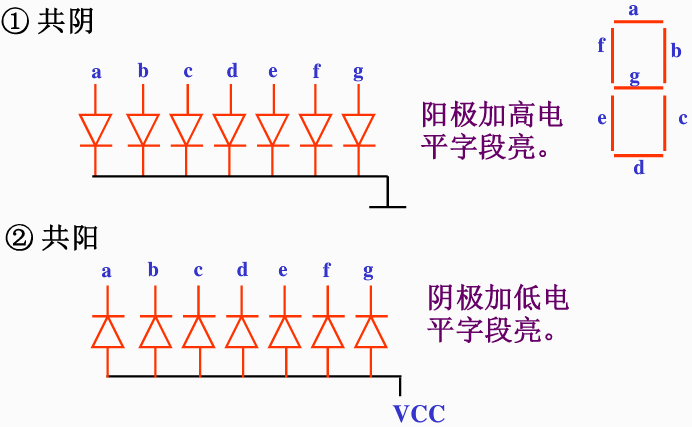 ① 共阴
a b c d e f g
阳极加高电
平字段亮。
a
f b
g
e c
d
② 共阳
a b c d e f g
阴极加低电
平字段亮。
VCC